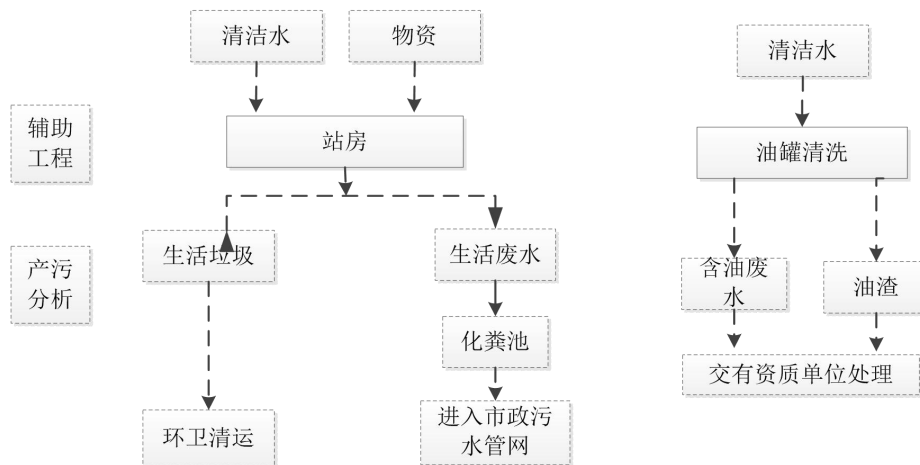 清洁水
物资
清洁水
辅助
工程
站房
油罐清洗
产污
分析
生活垃圾
生活废水
含油废
水
油渣
化粪池
交有资质单位处理
环卫清运
进入市政污
水管网